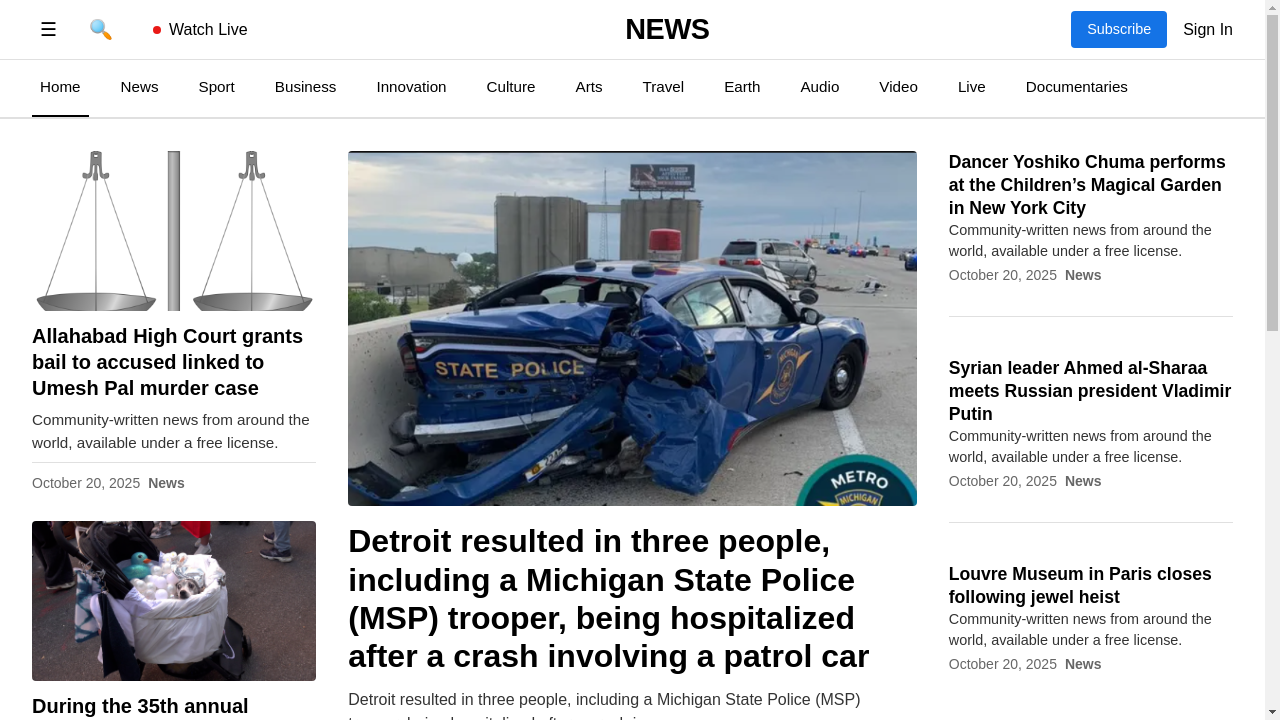 ☰ 🔍 Watch Live NEWS Subscribe Sign In
Home News Sport Business Innovation Culture Arts Travel Earth Audio Video Live Documentaries
Allahabad High Court grants
bail to accused linked to
Umesh Pal murder case
Community-written news from around the
world, available under a free license.
October 20, 2025 News
During the 35th annual
STATE POLICE
METRO
MICHIGAN
Detroit resulted in three people,
including a Michigan State Police
(MSP) trooper, being hospitalized
after a crash involving a patrol car
Detroit resulted in three people, including a Michigan State Police (MSP)
Dancer Yoshiko Chuma performs
at the Children’s Magical Garden
in New York City
Community-written news from around the
world, available under a free license.
October 20, 2025 News
Syrian leader Ahmed al-Sharaa
meets Russian president Vladimir
Putin
Community-written news from around the
world, available under a free license.
October 20, 2025 News
Louvre Museum in Paris closes
following jewel heist
Community-written news from around the
world, available under a free license.
October 20, 2025 News